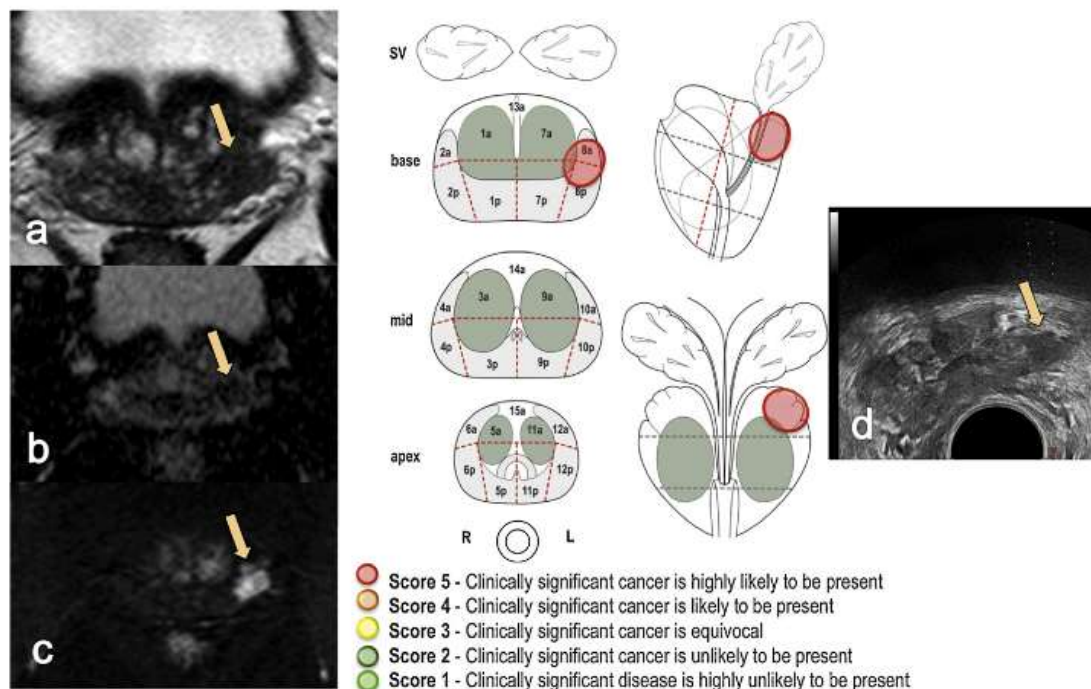 a
b
c
SV
13a
1a
7a
2a
8a
base
2p
1p
7p
8p
14a
3a
9a
4a
10a
mid
4p
3p
9p
10p
15a
6a
5a
11a
12a
apex
6p
5p
11p
12p
R
L
d
Score 5 - Clinically significant cancer is highly likely to be present
Score 4 - Clinically significant cancer is likely to be present
Score 3 - Clinically significant cancer is equivocal
Score 2 - Clinically significant cancer is unlikely to be present
Score 1 - Clinically significant disease is highly unlikely to be present